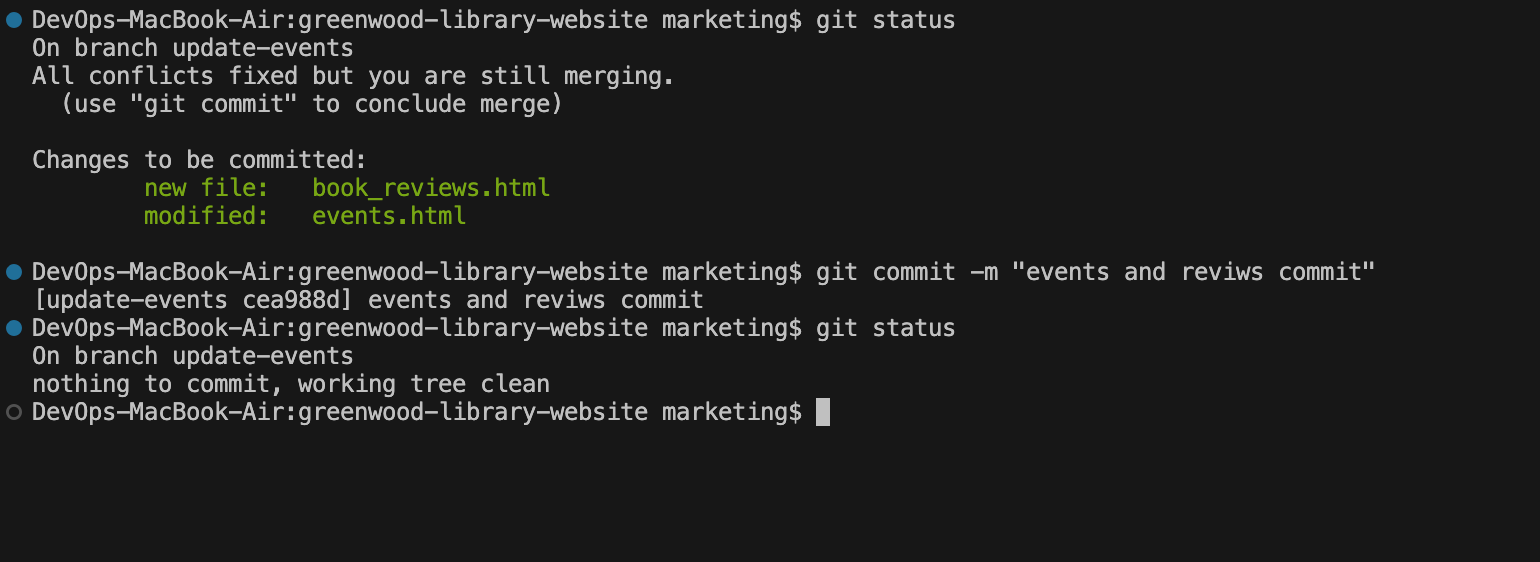 DevOps-MacBook-Air:greenwood-library-website marketing$ git status
On branch update-events
All conflicts fixed but you are still merging.
  (use "git commit" to conclude merge)
Changes to be committed:
        new file:   book_reviews.html
        modified:   events.html
DevOps-MacBook-Air:greenwood-library-website marketing$ git commit -m "events and reviws commit"
[update-events cea988d] events and reviws commit
DevOps-MacBook-Air:greenwood-library-website marketing$ git status
On branch update-events
nothing to commit, working tree clean
DevOps-MacBook-Air:greenwood-library-website marketing$